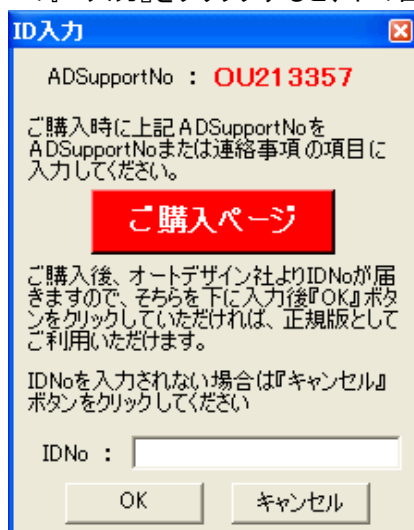 ID入力
ADSupportNo : OU213357
ご購入時に上記ADSupportNoを
ADSupportNoまたは連絡事項の項目に
入力してください。
ご購入ページ
ご購入後、オートデザイン社よりIDNoが届
きますので、そちらを下に入力後『OK』ボタ
ンをクリックしていただければ、正規版として
ご利用いただけます。
IDNoを入力されない場合は『キャンセル』
ボタンをクリックしてください
IDNo :
OK
キャンセル